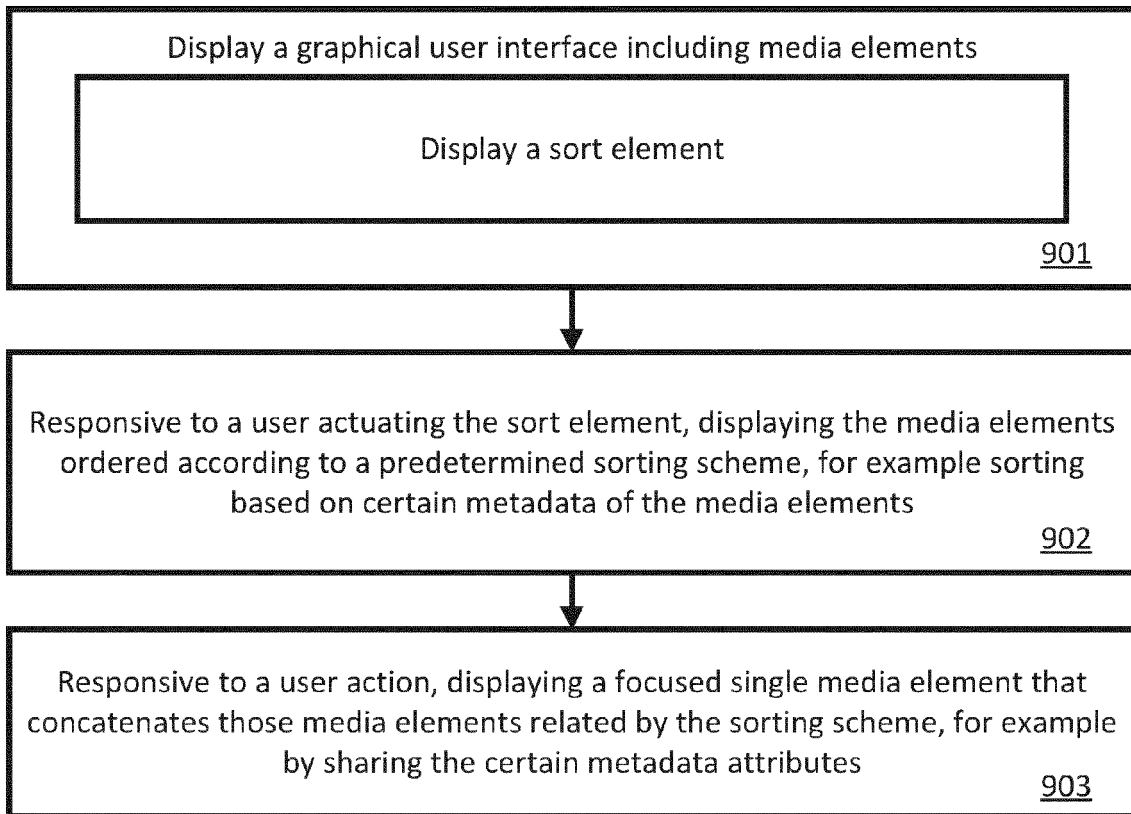 Display a graphical user interface including media elements
Display a sort element
901
Responsive to a user actuating the sort element, displaying the media elements
ordered according to a predetermined sorting scheme, for example sorting
based on certain metadata of the media elements
902
Responsive to a user action, displaying a focused single media element that
concatenates those media elements related by the sorting scheme, for example
by sharing the certain metadata attributes
903